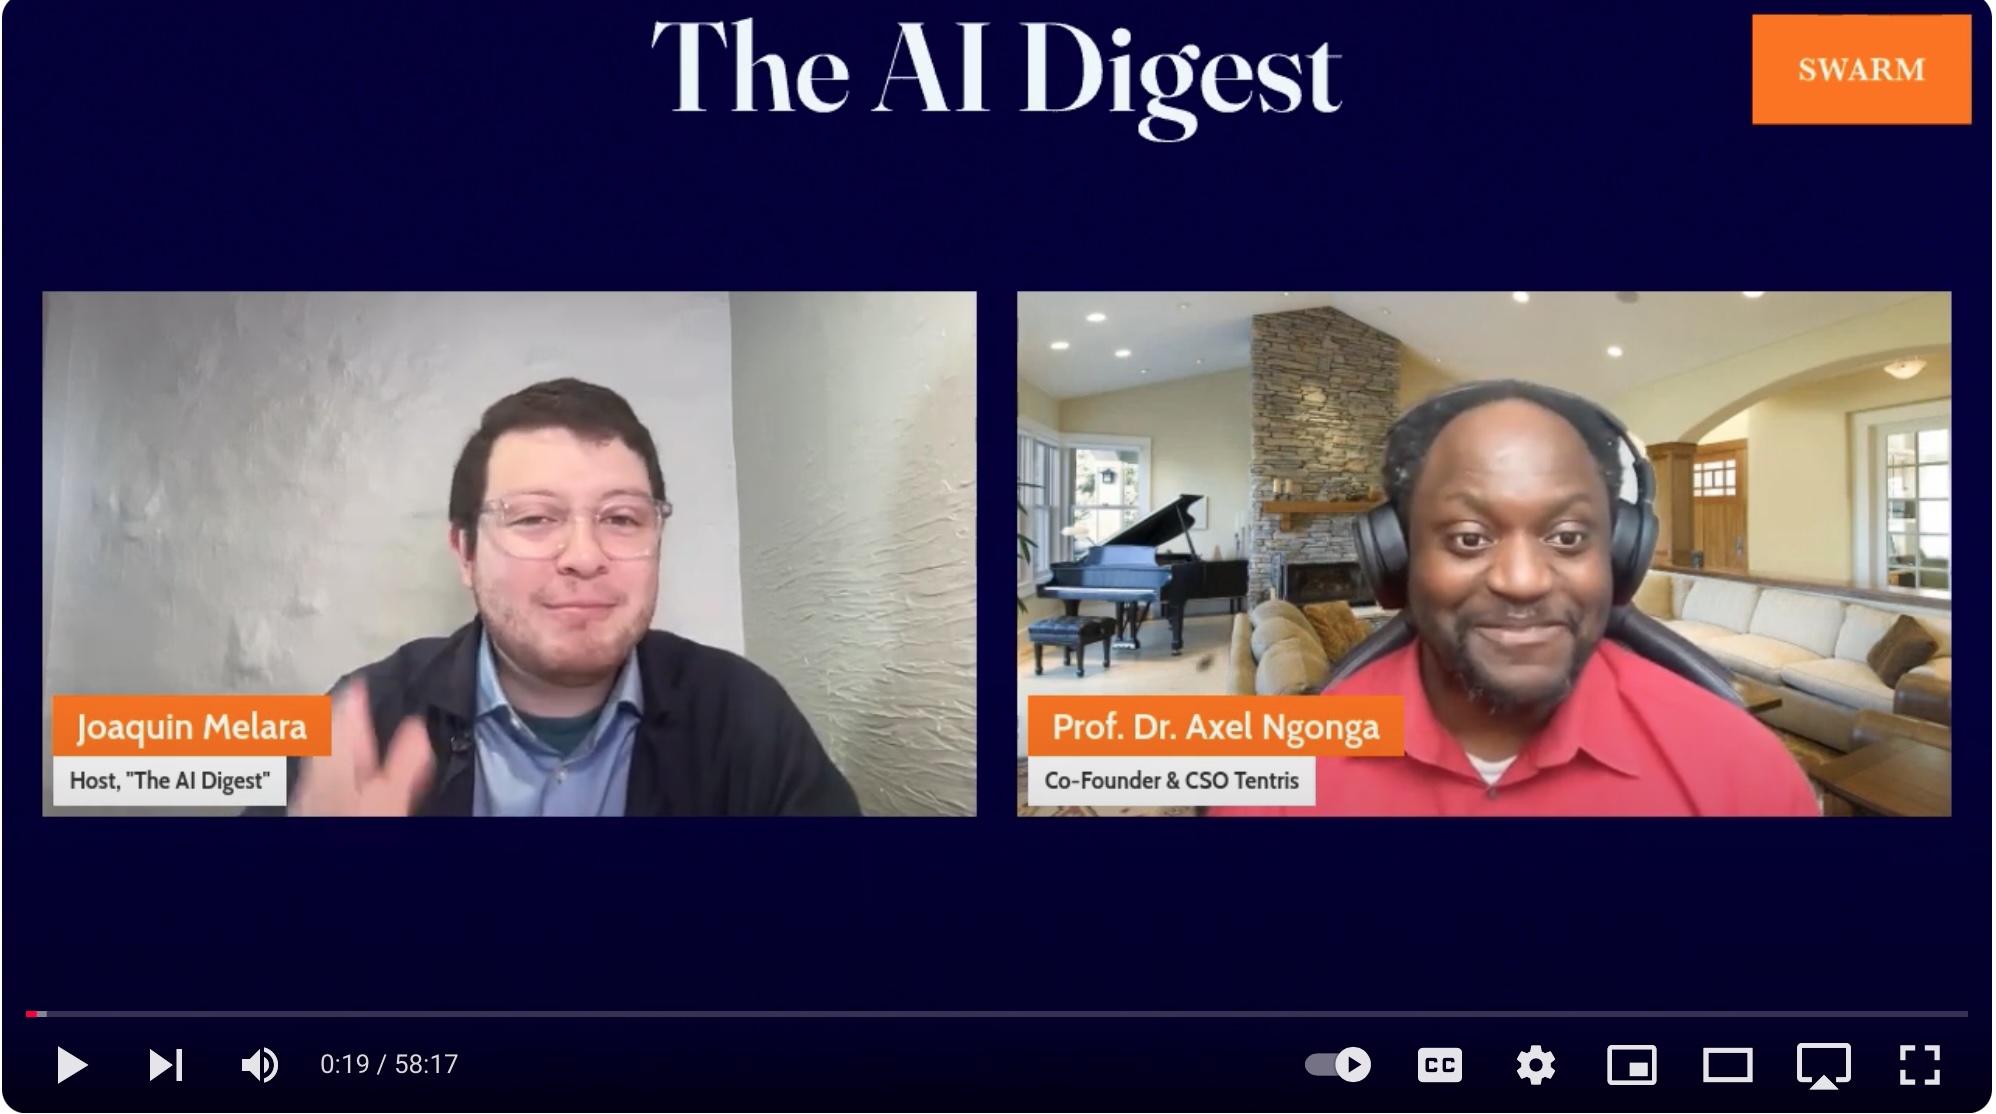 The AI Digest
SWARM
Joaquin Melara
Host, "The AI Digest"
Prof. Dr. Axel Ngonga
Co-Founder & CSO Tentris
0:19 / 58:17
CC